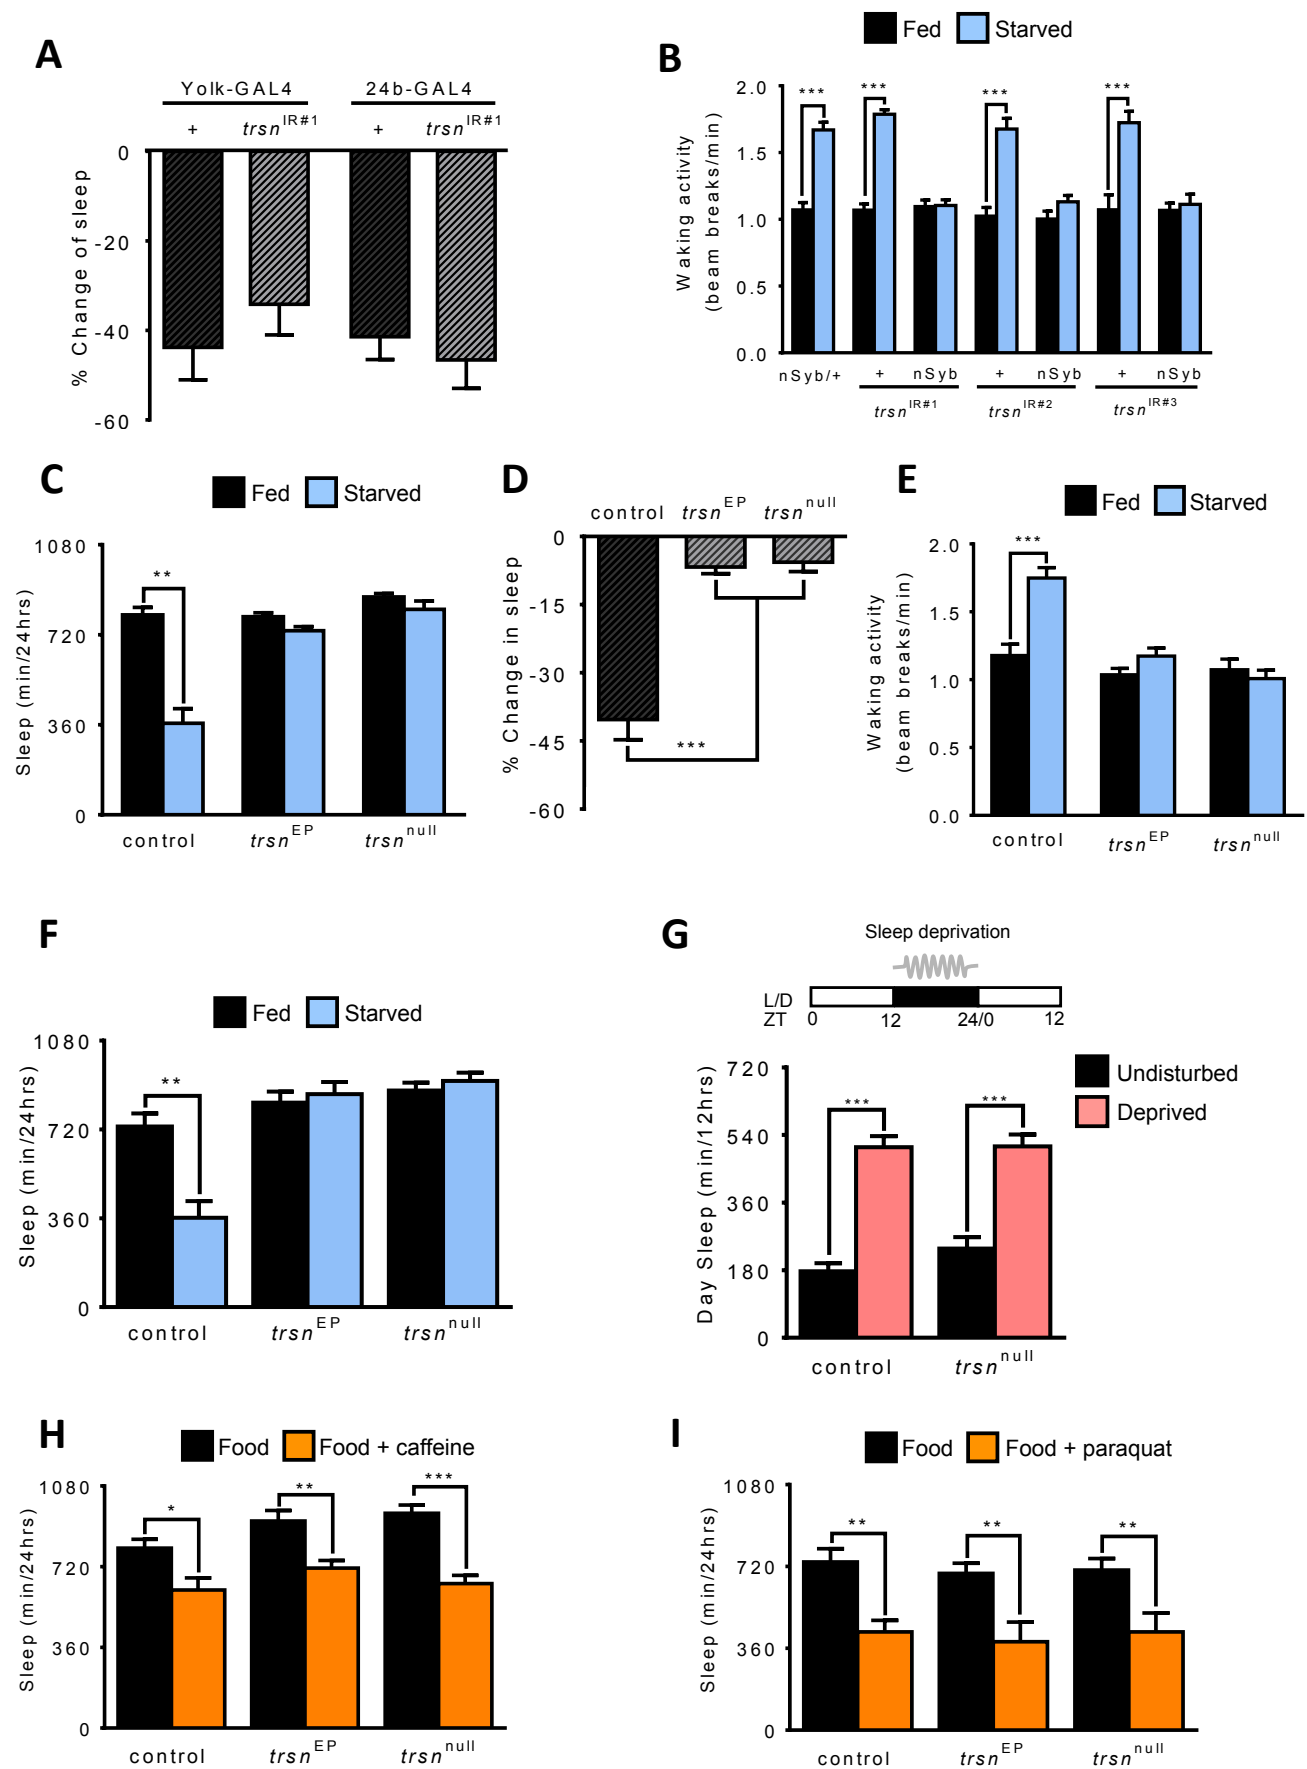 A
Yolk-GAL4 24b-GAL4
+ trsn IR#1 + trsn IR#1
0
-20
-40
-60
% Change of sleep
Fed Starved
B
2.0
1.5
1.0
0.5
0.0
Waking activity
(beam breaks/min)
*** *** *** ***
nSyb/+ + nSyb + nSyb + nSyb
trsn IR#1 trsn IR#2 trsn IR#3
C
Fed Starved
1080
720
360
0
Sleep (min/24hrs)
**
control trsn EP trsn null
D
control trsn EP trsn null
0
-15
-30
-45
-60
% Change in sleep
***
E
Fed Starved
2.0
1.5
1.0
0.5
0.0
Waking activity
(beam breaks/min)
***
control trsn EP trsn null
F
Fed Starved
1080
720
360
0
Sleep (min/24hrs)
**
control trsn EP trsn null
G
Sleep deprivation
L/D
ZT 0 12 24/0 12
Undisturbed
Deprived
720
540
360
180
0
Day Sleep (min/12hrs)
*** ***
control trsn null
H
Food Food + caffeine
1080
720
360
0
Sleep (min/24hrs)
* ** ***
control trsn EP trsn null
I
Food Food + paraquat
1080
720
360
0
Sleep (min/24hrs)
** ** **
control trsn EP trsn null